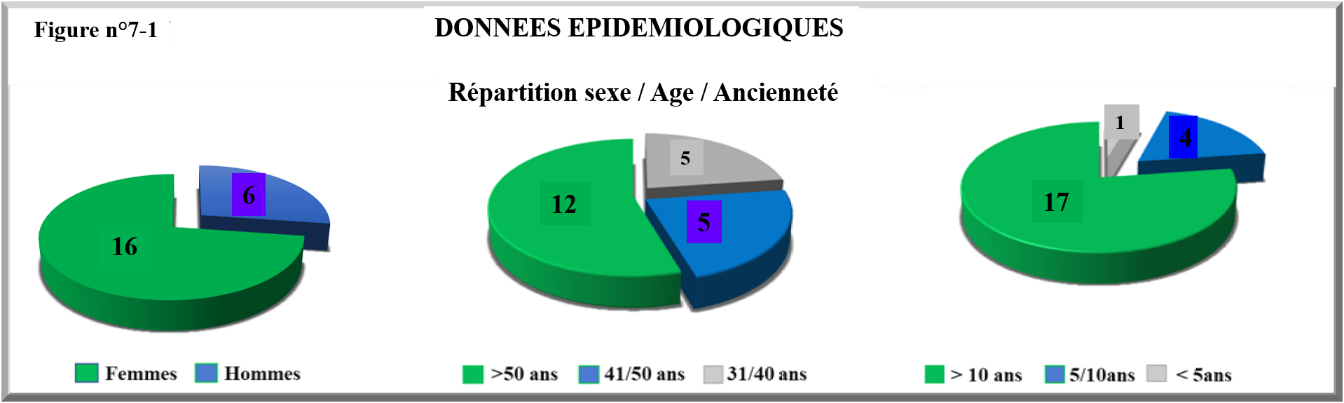 Figure n°7-1
DONNEES EPIDEMIOLOGIQUES
Répartition sexe / Age / Ancienneté
6
16
Femmes
Hommes
5
12
5
>50 ans
41/50 ans
31/40 ans
1
4
17
> 10 ans
5/10ans
< 5ans